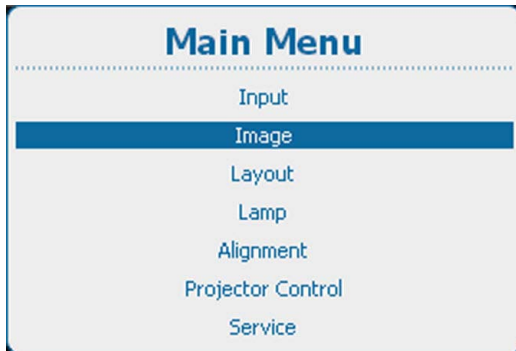 Main Menu
Input
Image
Layout
Lamp
Alignment
Projector Control
Service